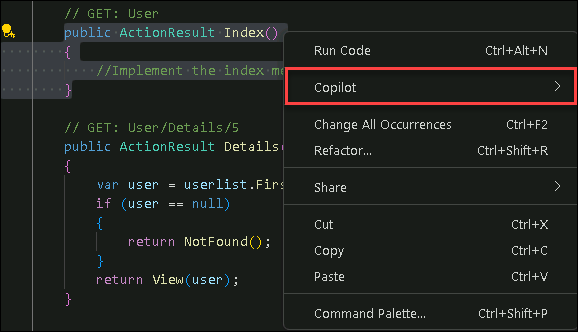 // GET: User
public ActionResult Index()
{
//Implement the index me
}
// GET: User/Details/5
public ActionResult Details(
{
var user = userlist.Firs
if (user == null)
{
return NotFound();
}
return View(user);
}
Run Code Ctrl+Alt+N
Copilot
Change All Occurrences Ctrl+F2
Refactor... Ctrl+Shift+R
Share
Cut Ctrl+X
Copy Ctrl+C
Paste Ctrl+V
Command Palette... Ctrl+Shift+P